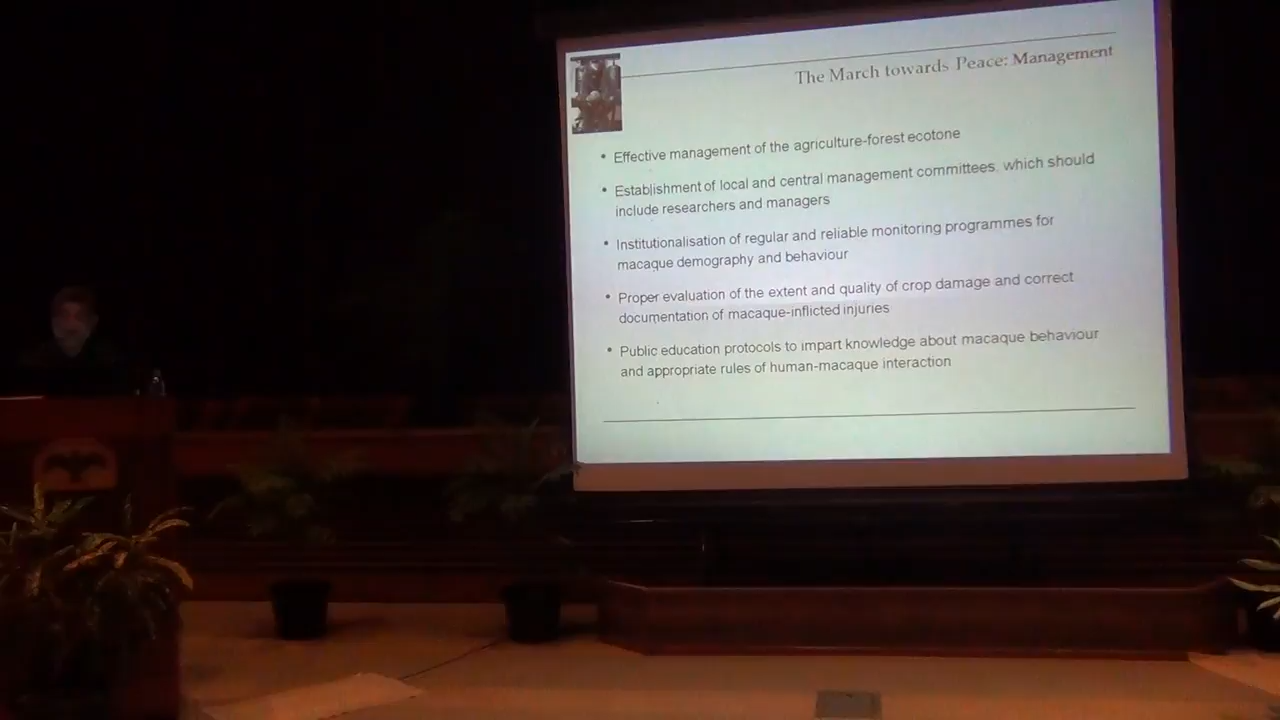 The March towards Peace: Management
• Effective management of the agriculture-forest ecotone
• Establishment of local and central management committees, which should
include researchers and managers
• Institutionalisation of regular and reliable monitoring programmes for
macaque demography and behaviour
• Proper evaluation of the extent and quality of crop damage and correct
documentation of macaque-inflicted injuries
• Public education protocols to impart knowledge about macaque behaviour
and appropriate rules of human-macaque interaction